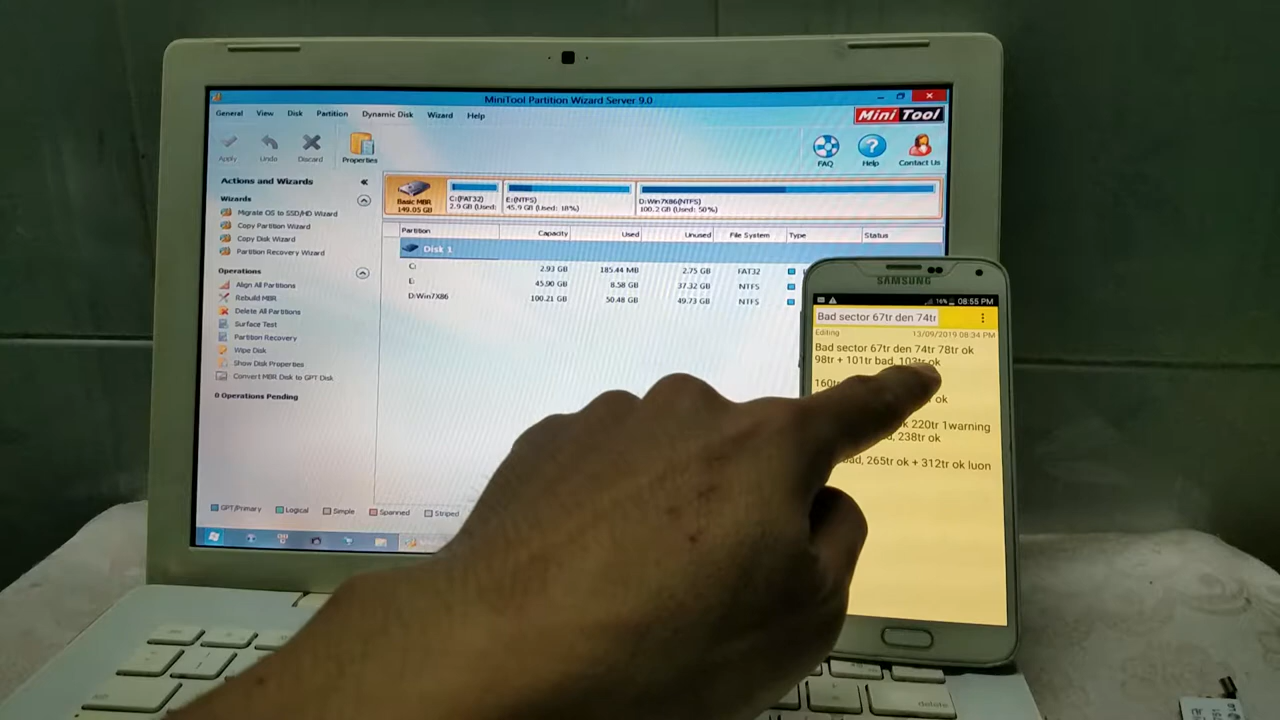 MiniTool Partition Wizard Server 9.0
General View Disk Partition Dynamic Disk Wizard Help
Mini Tool
Apply Undo Discard Properties
FAQ Help Contact Us
Actions and Wizards
Wizards
Migrate OS to SSD/HD Wizard
Copy Partition Wizard
Copy Disk Wizard
Partition Recovery Wizard
Operations
Align All Partitions
Rebuild MBR
Delete All Partitions
Surface Test
Partition Recovery
Wipe Disk
Show Disk Properties
Convert MBR Disk to GPT Disk
0 Operations Pending
Basic MBR
149.05 GB
C:(FAT32)
2.9 GB (Used:
E:(NTFS)
45.9 GB (Used: 18%)
D:Win7X86(NTFS)
100.2 GB (Used: 50%)
Partition Capacity Used Unused File System Type Status
Disk 1
C: 2.93 GB 185.44 MB 2.75 GB FAT32
E: 45.90 GB 8.58 GB 37.32 GB NTFS
D:Win7X86 100.21 GB 50.48 GB 49.73 GB NTFS
GPT/Primary Logical Simple Spanned Striped
SAMSUNG
16% 08:55 PM
Bad sector 67tr den 74tr
Editing 13/09/2019 08:34 PM
Bad sector 67tr den 74tr 78tr ok
98tr + 101tr bad, 103tr ok
ok
220tr 1warning
238tr ok
bad, 265tr ok + 312tr ok luon
delete